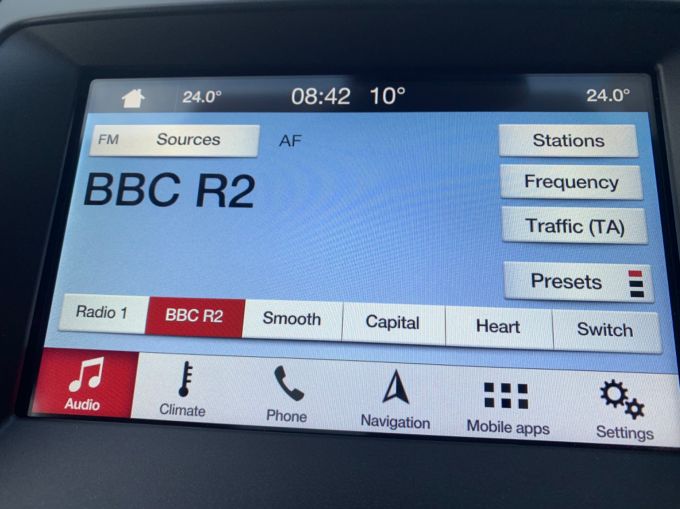 24.0° 08:42 10° 24.0°
FM Sources AF Stations
BBC R2
Frequency
Traffic (TA)
Presets
Radio 1 BBC R2 Smooth Capital Heart Switch
Audio Climate Phone Navigation Mobile apps Settings